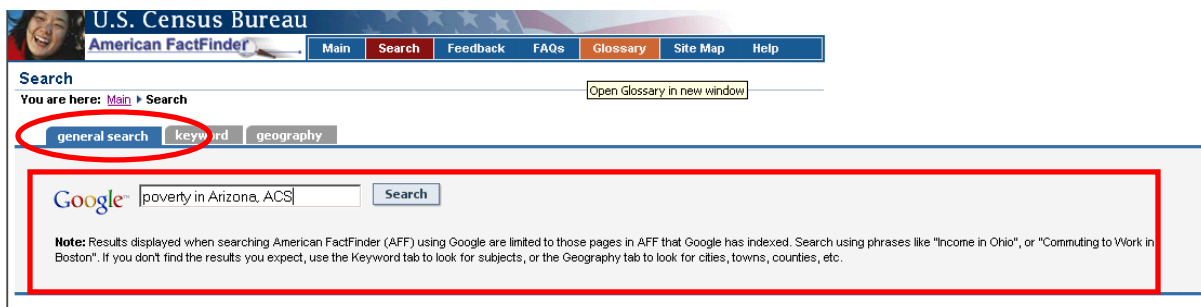 U.S. Census Bureau
American FactFinder
Main Search Feedback FAQs Glossary Site Map Help
Search
Open Glossary in new window
You are here: Main Search
general search keyword geography
Google™ poverty in Arizona, ACS Search
Note: Results displayed when searching American FactFinder (AFF) using Google are limited to those pages in AFF that Google has indexed. Search using phrases like "Income in Ohio", or "Commuting to Work in
Boston". If you don't find the results you expect, use the Keyword tab to look for subjects, or the Geography tab to look for cities, towns, counties, etc.